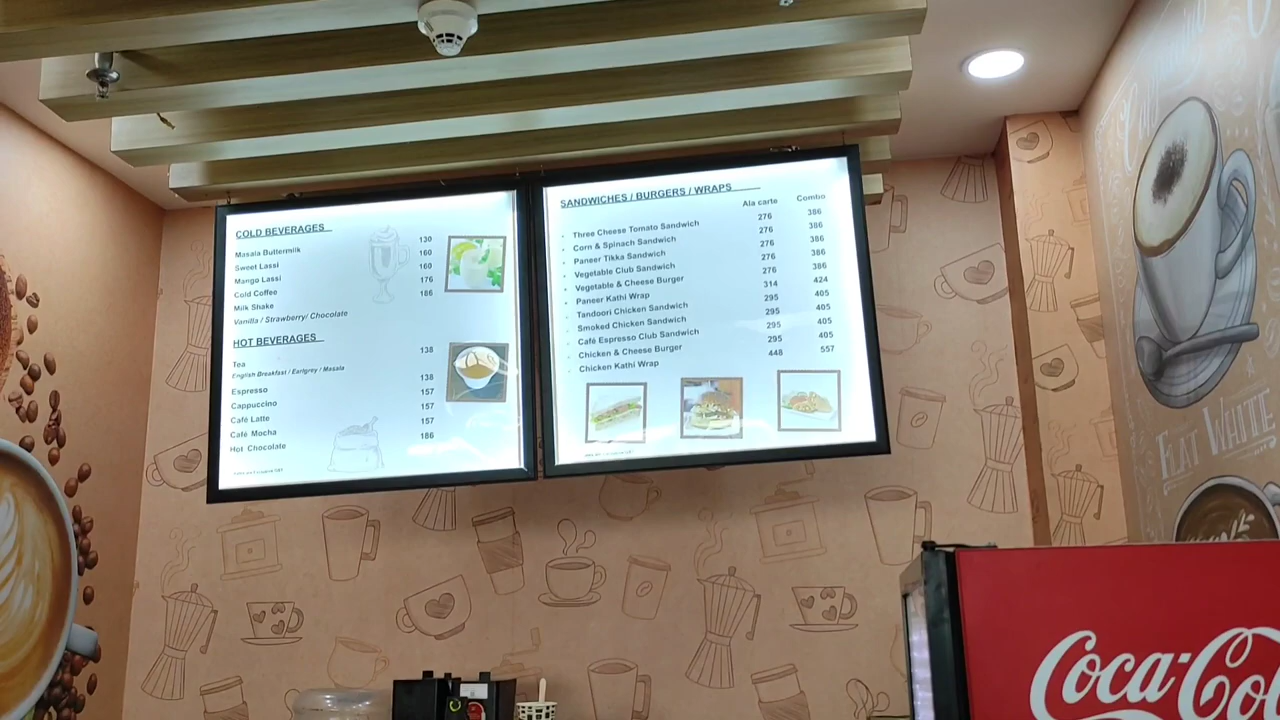 COLD BEVERAGES
Masala Buttermilk 130
Sweet Lassi 160
Mango Lassi 160
Cold Coffee 176
Milk Shake 186
Vanilla / Strawberry/ Chocolate
HOT BEVERAGES
Tea 138
English Breakfast / Earlgrey / Masala
Espresso 138
Cappuccino 157
Café Latte 157
Café Mocha 157
Hot Chocolate 186
SANDWICHES / BURGERS / WRAPS
Ala carte Combo
Three Cheese Tomato Sandwich 276 386
Corn & Spinach Sandwich 276 386
Paneer Tikka Sandwich 276 386
Vegetable Club Sandwich 276 386
Vegetable & Cheese Burger 276 386
Paneer Kathi Wrap 314 424
Tandoori Chicken Sandwich 295 405
Smoked Chicken Sandwich 295 405
Café Espresso Club Sandwich 295 405
Chicken & Cheese Burger 295 405
Chicken Kathi Wrap 448 557
A
FLAT WHITE
Coca-Col